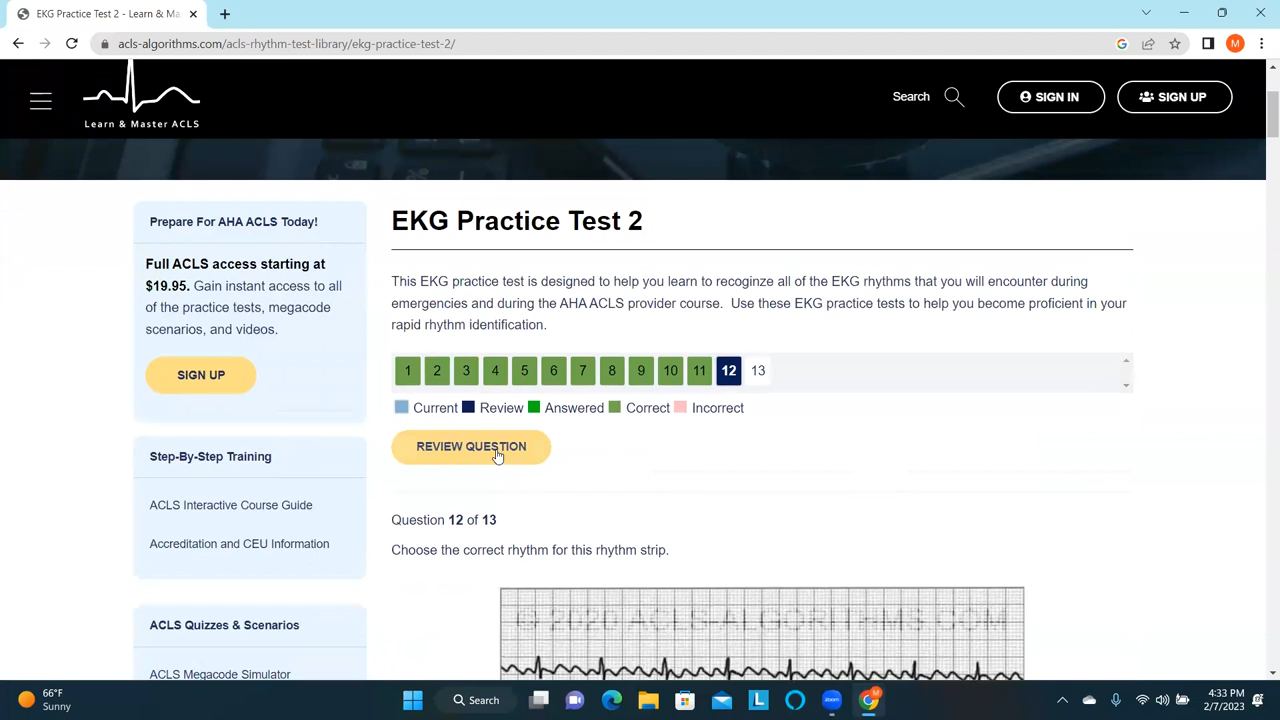 EKG Practice Test 2 - Learn & Ma
acls-algorithms.com/acls-rhythm-test-library/ekg-practice-test-2/
M
Learn & Master ACLS
Search
SIGN IN
SIGN UP
Prepare For AHA ACLS Today!
Full ACLS access starting at
$19.95. Gain instant access to all
of the practice tests, megacode
scenarios, and videos.
SIGN UP
Step-By-Step Training
ACLS Interactive Course Guide
Accreditation and CEU Information
ACLS Quizzes & Scenarios
ACLS Megacode Simulator
EKG Practice Test 2
This EKG practice test is designed to help you learn to recoginze all of the EKG rhythms that you will encounter during
emergencies and during the AHA ACLS provider course. Use these EKG practice tests to help you become proficient in your
rapid rhythm identification.
1 2 3 4 5 6 7 8 9 10 11 12 13
Current Review Answered Correct Incorrect
REVIEW QUESTION
Question 12 of 13
Choose the correct rhythm for this rhythm strip.
© 2020 ACLS-ALGORITHMS.COM
66°F
Sunny
Search
L
zoom
M
4:33 PM
2/7/2023